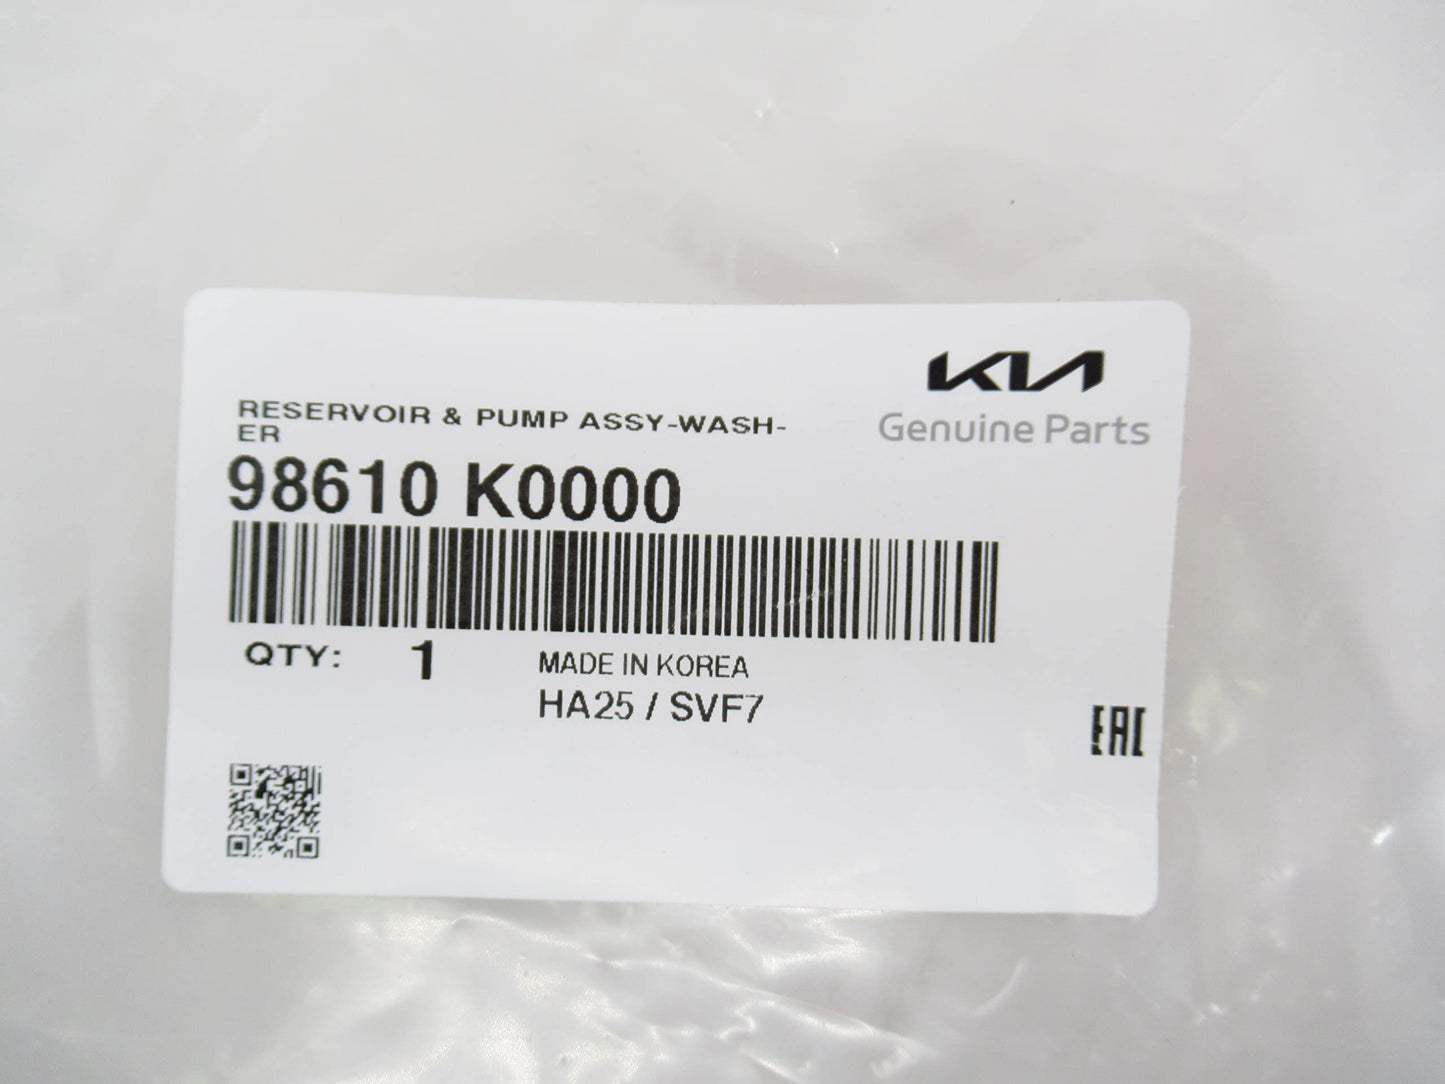 KIA
Genuine Parts
RESERVOIR & PUMP ASSY-WASH-
ER
98610 K0000
QTY: 1
MADE IN KOREA
HA25 / SVF7
EAC